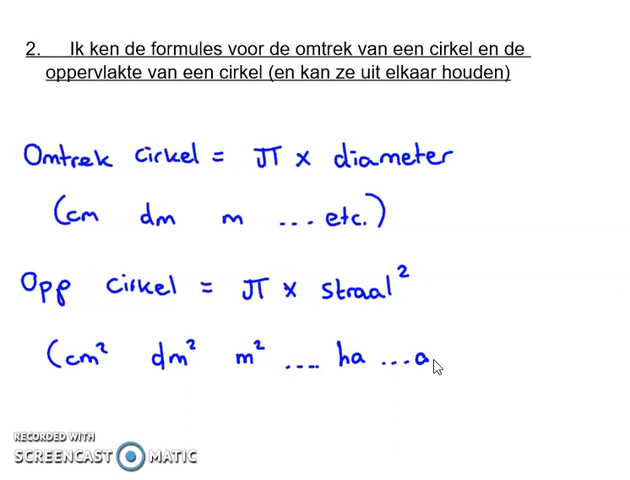 2. Ik ken de formules voor de omtrek van een cirkel en de
oppervlakte van een cirkel (en kan ze uit elkaar houden)
Omtrek cirkel = π × diameter
(cm dm m ... etc.)
Opp cirkel = π × straal²
(cm² dm² m² .... ha ...a
RECORDED WITH
SCREENCAST MATIC